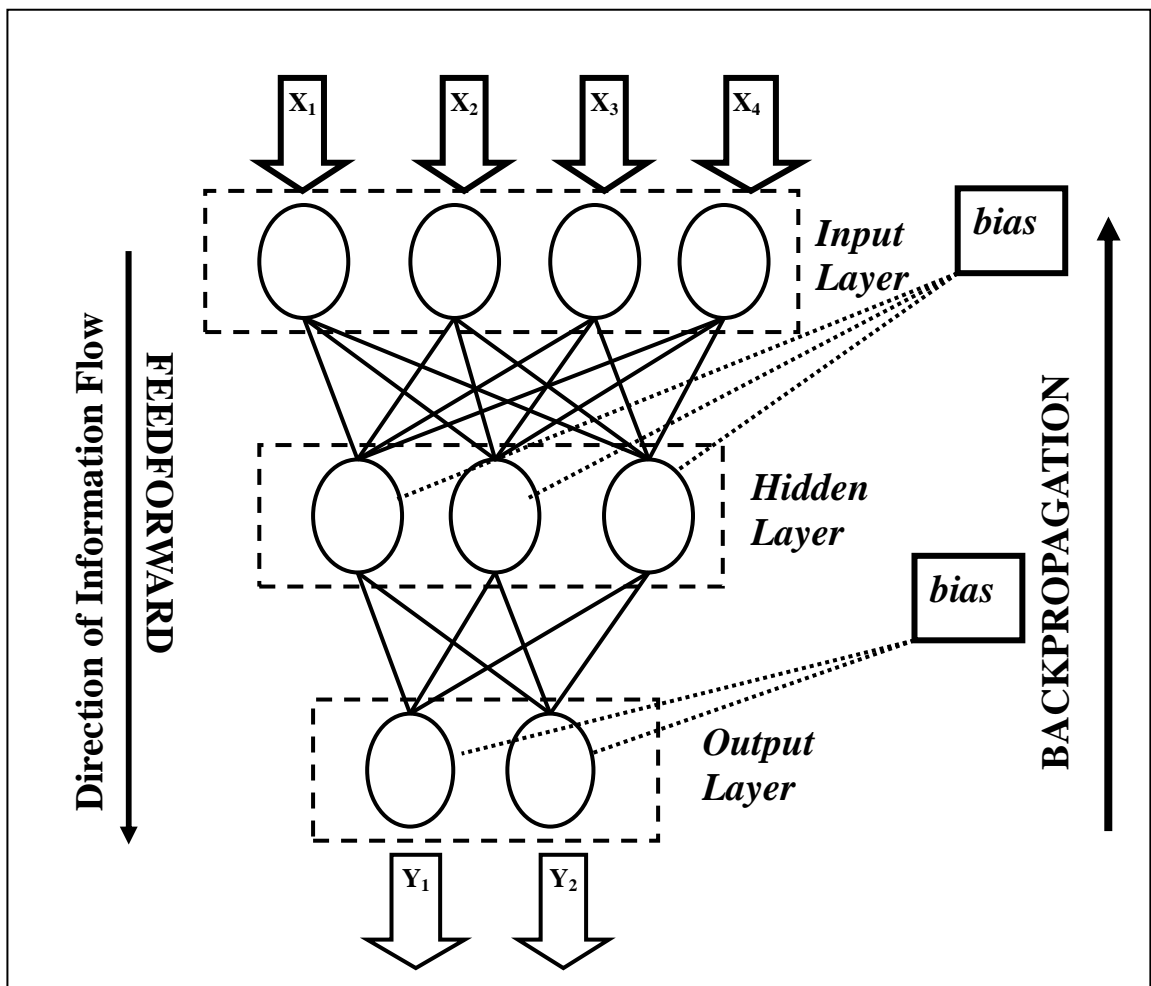 X₁
X₂
X₃
X₄
Input
Layer
bias
Direction of Information Flow
FEEDFORWARD
Hidden
Layer
bias
BACKPROPAGATION
Output
Layer
Y₁
Y₂